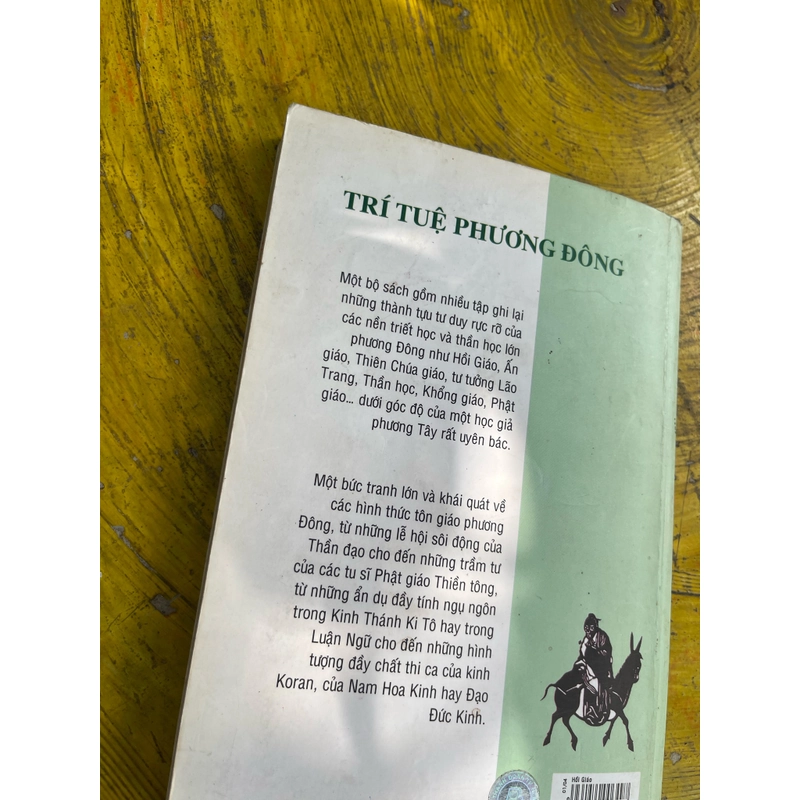 TRÍ TUỆ PHƯƠNG ĐÔNG
Một bộ sách gồm nhiều tập ghi lại
những thành tựu tư duy rực rỡ của
các nền triết học và thần học lớn
phương Đông như Hồi Giáo, Ấn
giáo, Thiên Chúa giáo, tư tưởng Lão
Trang, Thần học, Khổng giáo, Phật
giáo... dưới góc độ của một học giả
phương Tây rất uyên bác.
Một bức tranh lớn và khái quát về
các hình thức tôn giáo phương
Đông, từ những lễ hội sôi động của
Thần đạo cho đến những trầm tư
của các tu sĩ Phật giáo Thiền tông,
từ những ẩn dụ đầy tính ngụ ngôn
trong Kinh Thánh Ki Tô hay trong
Luận Ngữ cho đến những hình
tượng đầy chất thi ca của kinh
Koran, của Nam Hoa Kinh hay Đạo
Đức Kinh.
Hồi Giáo
01/04